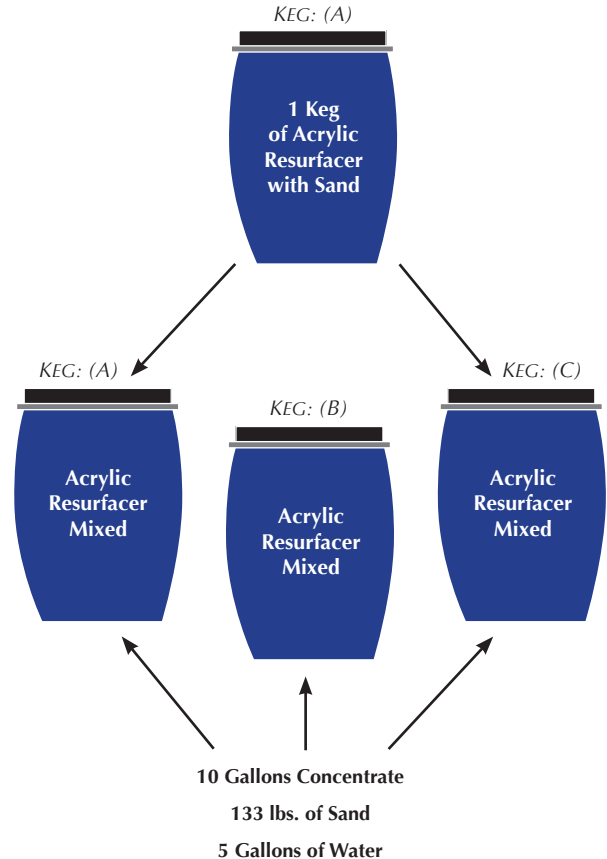 KEG: (A)
1 Keg
of Acrylic
Resurfacer
with Sand
KEG: (A)
Acrylic
Resurfacer
Mixed
KEG: (B)
Acrylic
Resurfacer
Mixed
KEG: (C)
Acrylic
Resurfacer
Mixed
10 Gallons Concentrate
133 lbs. of Sand
5 Gallons of Water